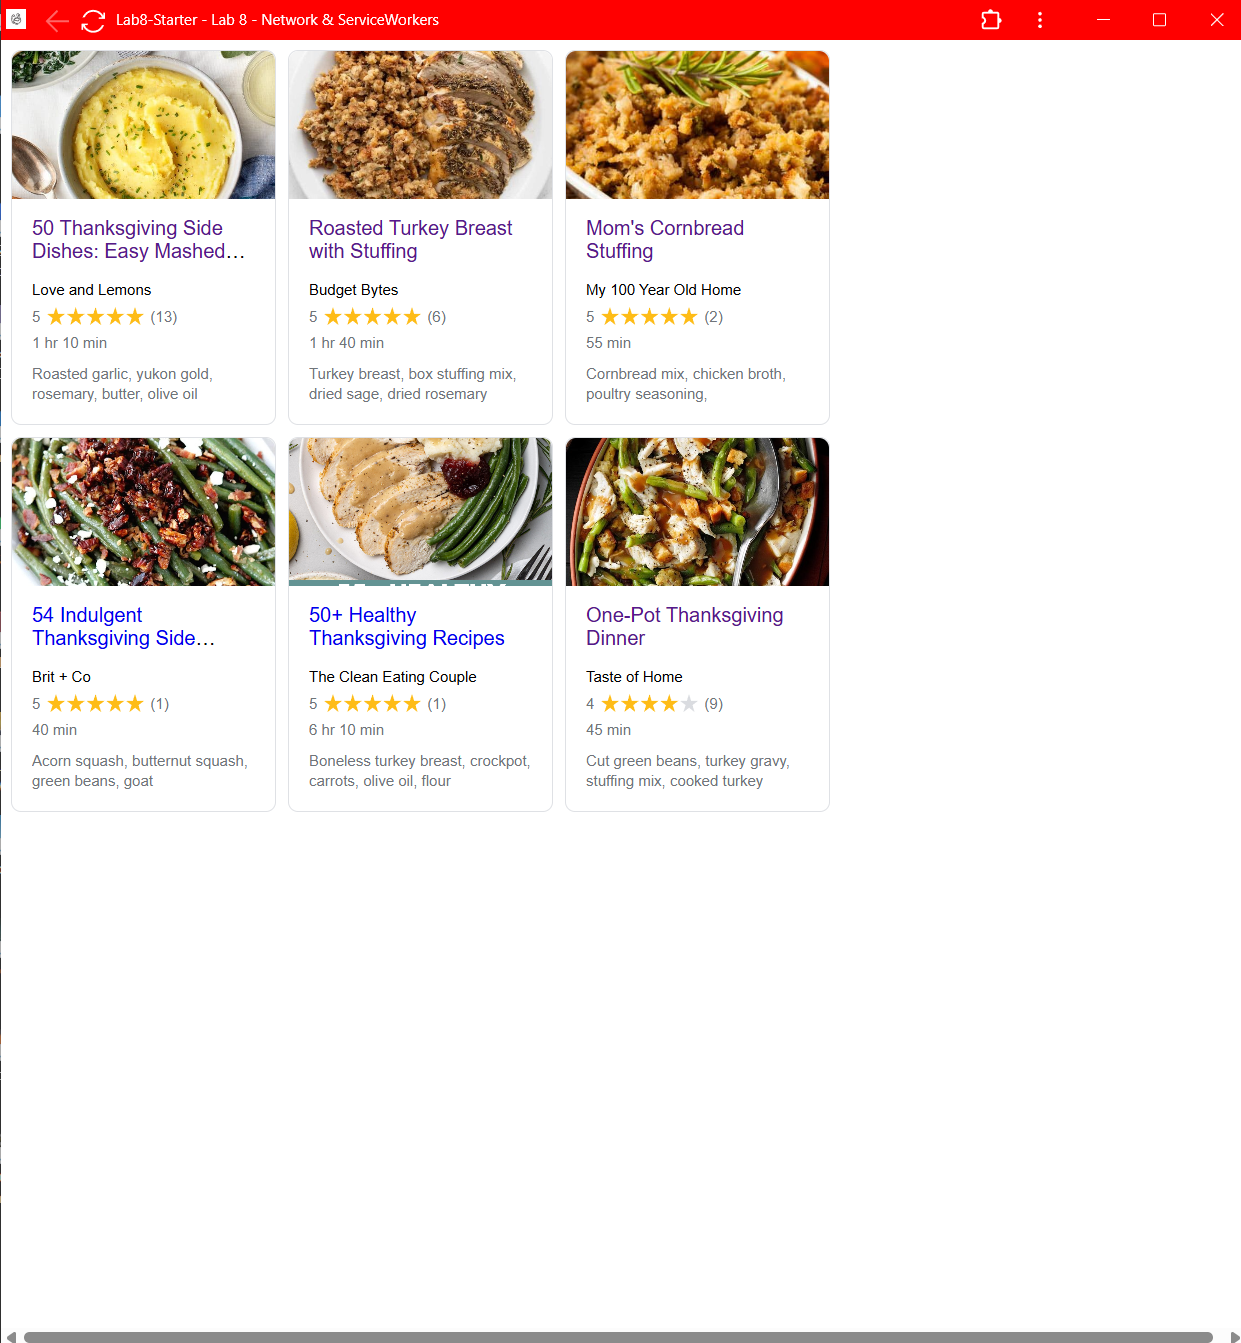 Lab8-Starter - Lab 8 - Network & ServiceWorkers
50 Thanksgiving Side
Dishes: Easy Mashed…
Love and Lemons
5 ★★★★★ (13)
1 hr 10 min
Roasted garlic, yukon gold,
rosemary, butter, olive oil
Roasted Turkey Breast
with Stuffing
Budget Bytes
5 ★★★★★ (6)
1 hr 40 min
Turkey breast, box stuffing mix,
dried sage, dried rosemary
Mom's Cornbread
Stuffing
My 100 Year Old Home
5 ★★★★★ (2)
55 min
Cornbread mix, chicken broth,
poultry seasoning,
54 Indulgent
Thanksgiving Side…
Brit + Co
5 ★★★★★ (1)
40 min
Acorn squash, butternut squash,
green beans, goat
50+ Healthy
Thanksgiving Recipes
The Clean Eating Couple
5 ★★★★★ (1)
6 hr 10 min
Boneless turkey breast, crockpot,
carrots, olive oil, flour
One-Pot Thanksgiving
Dinner
Taste of Home
4 ★★★★★ (9)
45 min
Cut green beans, turkey gravy,
stuffing mix, cooked turkey